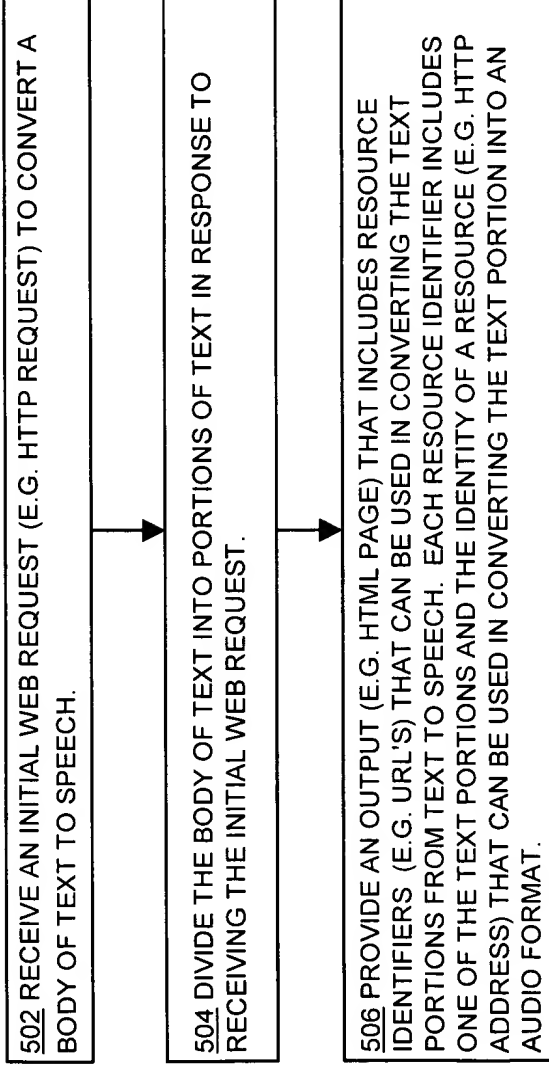 502 RECEIVE AN INITIAL WEB REQUEST (E.G. HTTP REQUEST) TO CONVERT A
BODY OF TEXT TO SPEECH.
504 DIVIDE THE BODY OF TEXT INTO PORTIONS OF TEXT IN RESPONSE TO
RECEIVING THE INITIAL WEB REQUEST.
506 PROVIDE AN OUTPUT (E.G. HTML PAGE) THAT INCLUDES RESOURCE
IDENTIFIERS (E.G. URL'S) THAT CAN BE USED IN CONVERTING THE TEXT
PORTIONS FROM TEXT TO SPEECH. EACH RESOURCE IDENTIFIER INCLUDES
ONE OF THE TEXT PORTIONS AND THE IDENTITY OF A RESOURCE (E.G. HTTP
ADDRESS) THAT CAN BE USED IN CONVERTING THE TEXT PORTION INTO AN
AUDIO FORMAT.